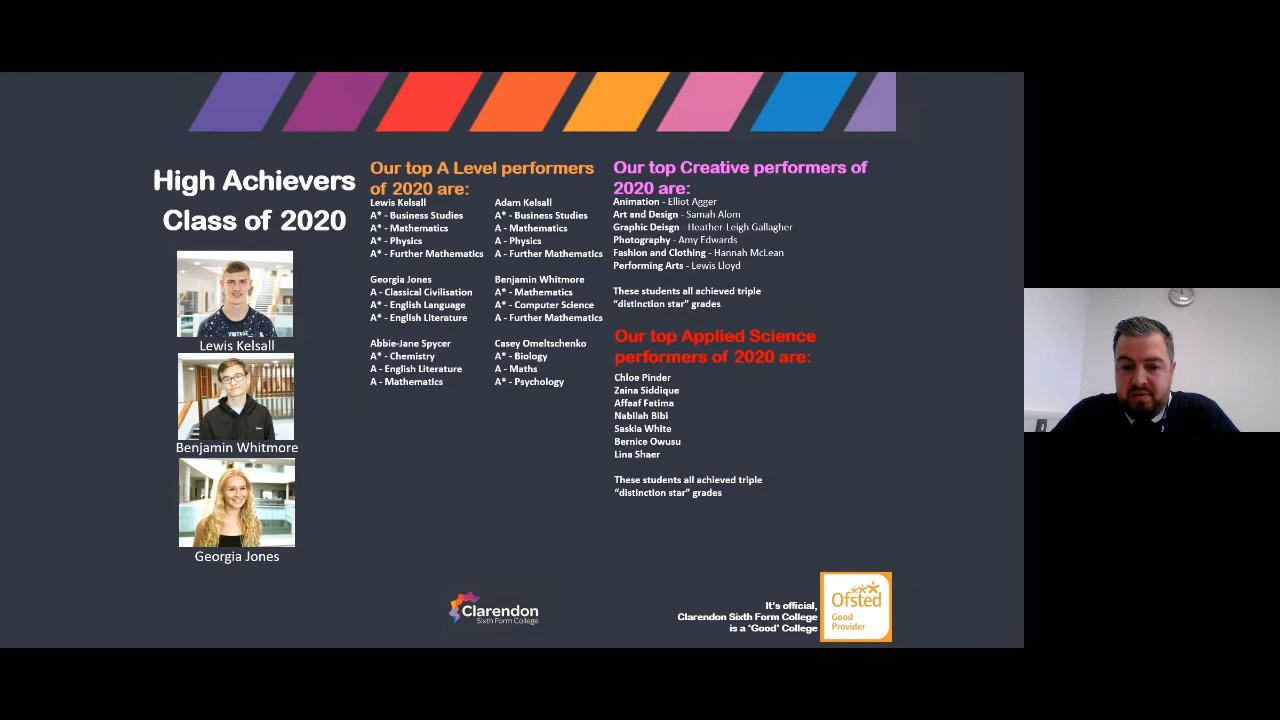 High Achievers
Class of 2020
Lewis Kelsall
Benjamin Whitmore
Georgia Jones
Our top A Level performers
of 2020 are:
Lewis Kelsall
A* - Business Studies
A* - Mathematics
A* - Physics
A* - Further Mathematics
Georgia Jones
A - Classical Civilisation
A* - English Language
A* - English Literature
Abbie-Jane Spycer
A* - Chemistry
A - English Literature
A - Mathematics
Adam Kelsall
A* - Business Studies
A - Mathematics
A - Physics
A - Further Mathematics
Benjamin Whitmore
A* - Mathematics
A* - Computer Science
A - Further Mathematics
Casey Omeltschenko
A* - Biology
A - Maths
A* - Psychology
Our top Creative performers of
2020 are:
Animation - Elliot Agger
Art and Design - Samah Alom
Graphic Deisgn - Heather-Leigh Gallagher
Photography - Amy Edwards
Fashion and Clothing - Hannah McLean
Performing Arts - Lewis Lloyd
These students all achieved triple
“distinction star” grades
Our top Applied Science
performers of 2020 are:
Chloe Pinder
Zaina Siddique
Affaaf Fatima
Nabilah Bibi
Saskia White
Bernice Owusu
Lina Shaer
These students all achieved triple
“distinction star” grades
Clarendon
Sixth Form College
It's official,
Clarendon Sixth Form College
is a ‘Good’ College
Ofsted
Good
Provider